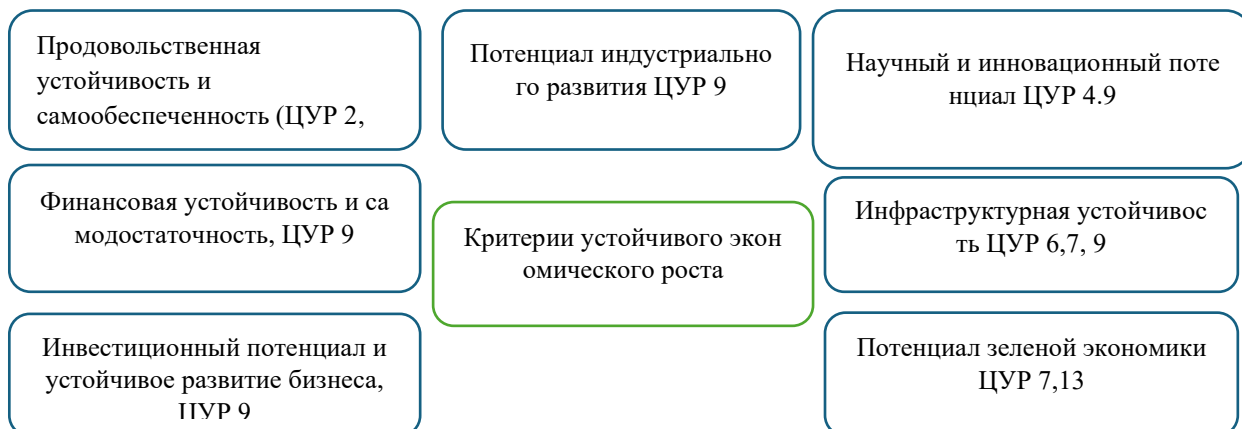 Продовольственная
устойчивость и
самообеспеченность (ЦУР 2,
Потенциал индустриально
го развития ЦУР 9
Научный и инновационный поте
нциал ЦУР 4.9
Финансовая устойчивость и са
модостаточность, ЦУР 9
Критерии устойчивого экон
омического роста
Инфраструктурная устойчивос
ть ЦУР 6,7, 9
Инвестиционный потенциал и
устойчивое развитие бизнеса,
ЦУР 9
Потенциал зеленой экономики
ЦУР 7,13